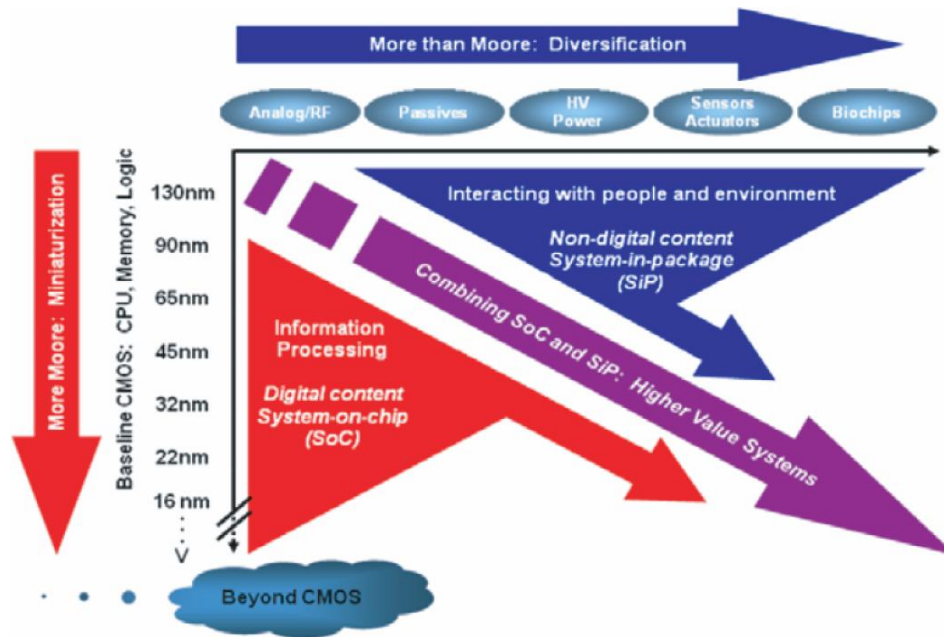 More than Moore: Diversification
Analog/RF
Passives
HV
Power
Sensors
Actuators
Biochips
More Moore: Miniaturization
Baseline CMOS: CPU, Memory, Logic
130nm
90nm
65nm
45nm
32nm
22nm
16 nm
V
Interacting with people and environment
Non-digital content
System-in-package
(SiP)
Combining SoC and SiP: Higher Value Systems
Information
Processing
Digital content
System-on-chip
(SoC)
Beyond CMOS